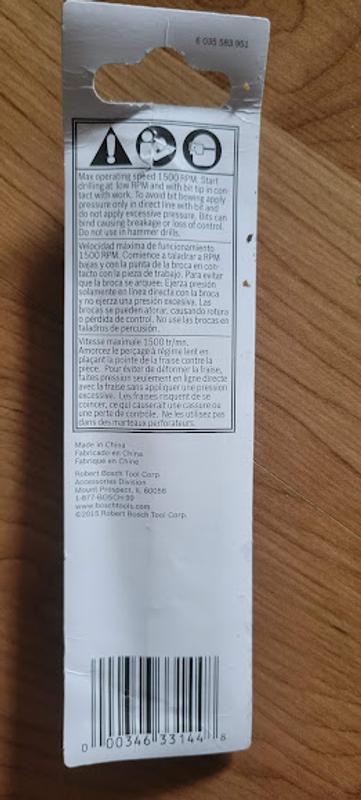 6 035 583 951
Max operating speed 1500 RPM. Start
drilling at low RPM and with bit tip in con-
tact with work. To avoid bit bowing apply
pressure only in direct line with bit and
do not apply excessive pressure. Bits can
bind causing breakage or loss of control.
Do not use in hammer drills.
Velocidad máxima de funcionamiento
1500 RPM. Comience a taladrar a RPM
bajas y con la punta de la broca en con-
tacto con la pieza de trabajo. Para evitar
que la broca se arquee: Ejerza presión
solamente en línea directa con la broca
y no ejerza una presión excesiva. Las
brocas se pueden atorar, causando rotura
o pérdida de control. No use las brocas en
taladros de percusión.
Vitesse maximale 1500 tr/mn.
Amorcez le perçage à régime lent en
plaçant la pointe de la fraise contre la
pièce. Pour éviter de déformer la fraise,
faites pression seulement en ligne directe
avec la fraise sans appliquer une pression
excessive. Les fraises risquent de se
coincer, ce qui causerait une cassure ou
une perte de contrôle. Ne les utilisez pas
dans des marteaux perforateurs.
Made in China
Fabricado en China
Fabriqué en Chine
Robert Bosch Tool Corp.
Accessories Division
Mount Prospect, IL 60056
1-877-BOSCH-99
www.boschtools.com
©2015 Robert Bosch Tool Corp.
0 00346 33144 8